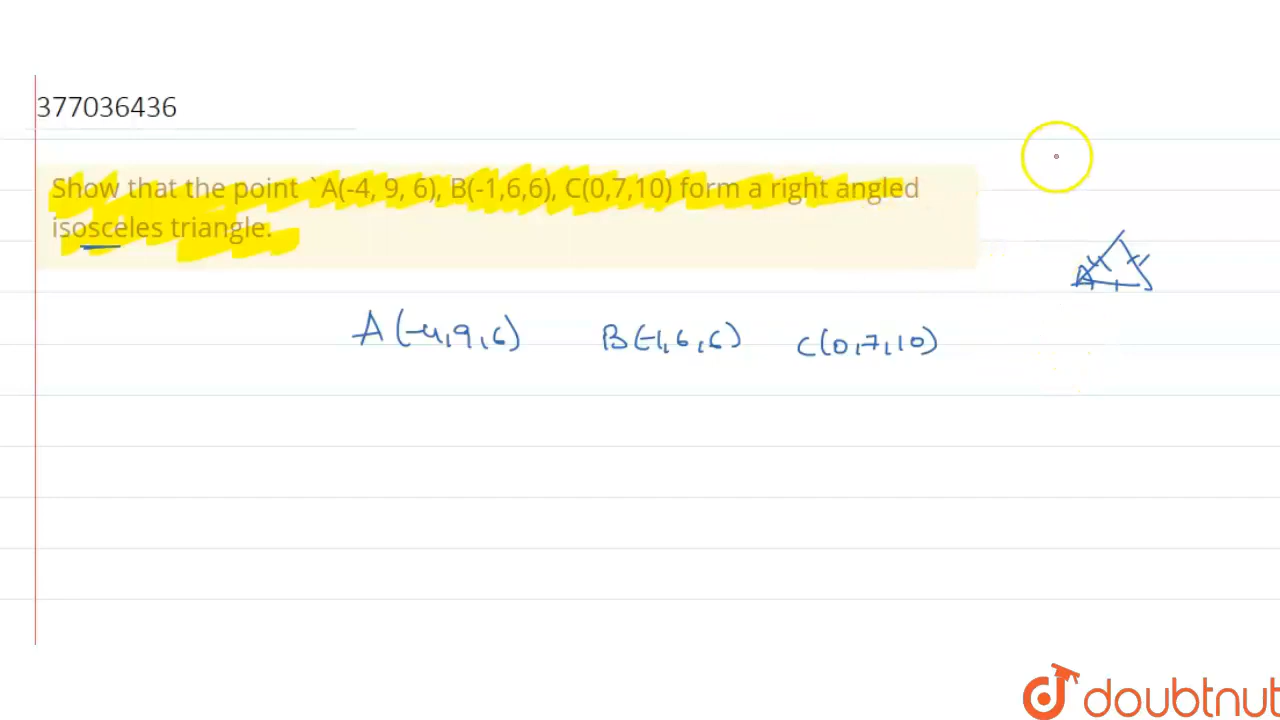 377036436
Show that the point `A(-4, 9, 6), B(-1,6,6), C(0,7,10) form a right angled
isosceles triangle.
A(-4,9,6) B(-1,6,6) C(0,7,10)
doubtnut